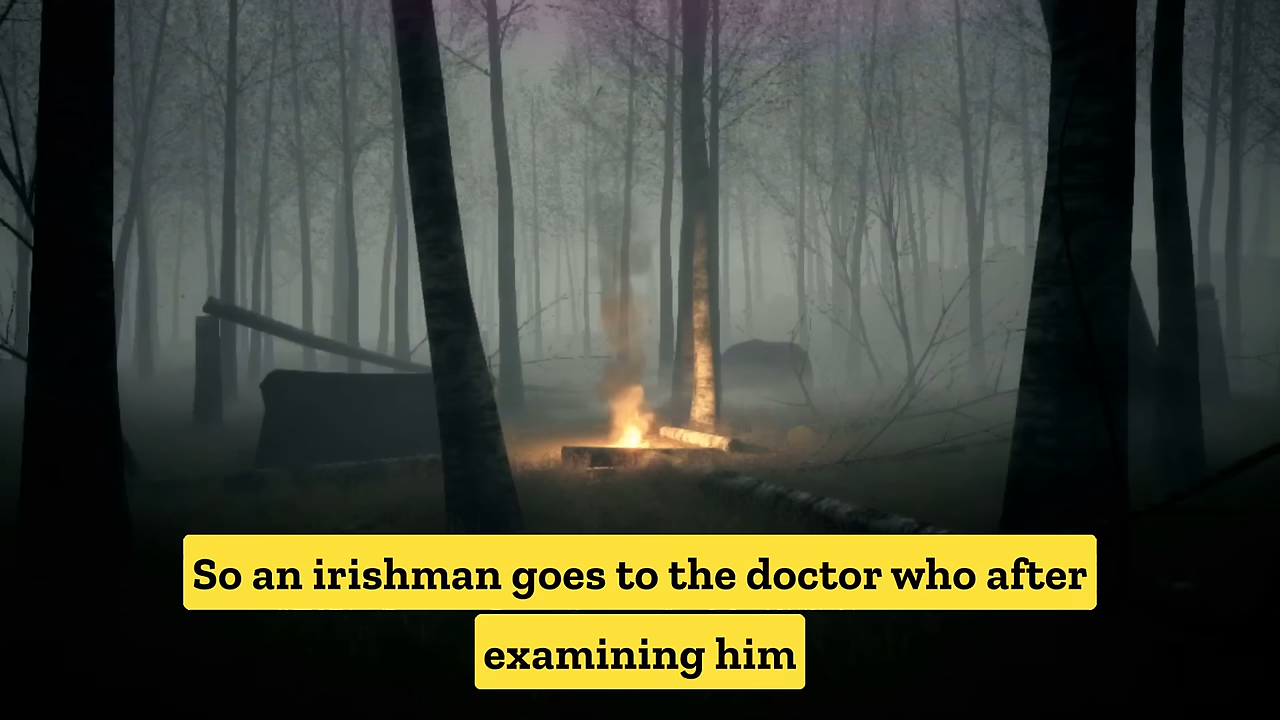 So an irishman goes to the doctor who after
examining him